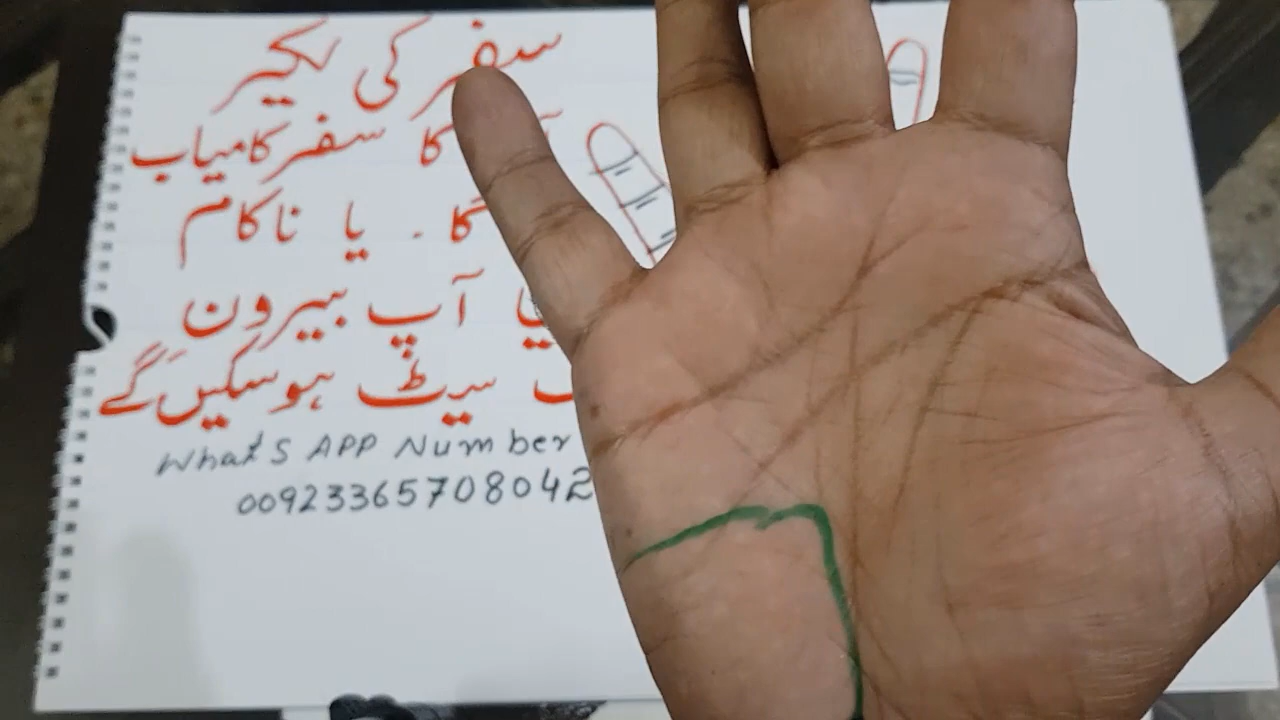 سفر کی لکیر
کا سفر کامیاب
گا ۔ یا ناکام
آپ بیرون
سیٹ ہوسکیں گے
WhatS APP Number
00923365708042